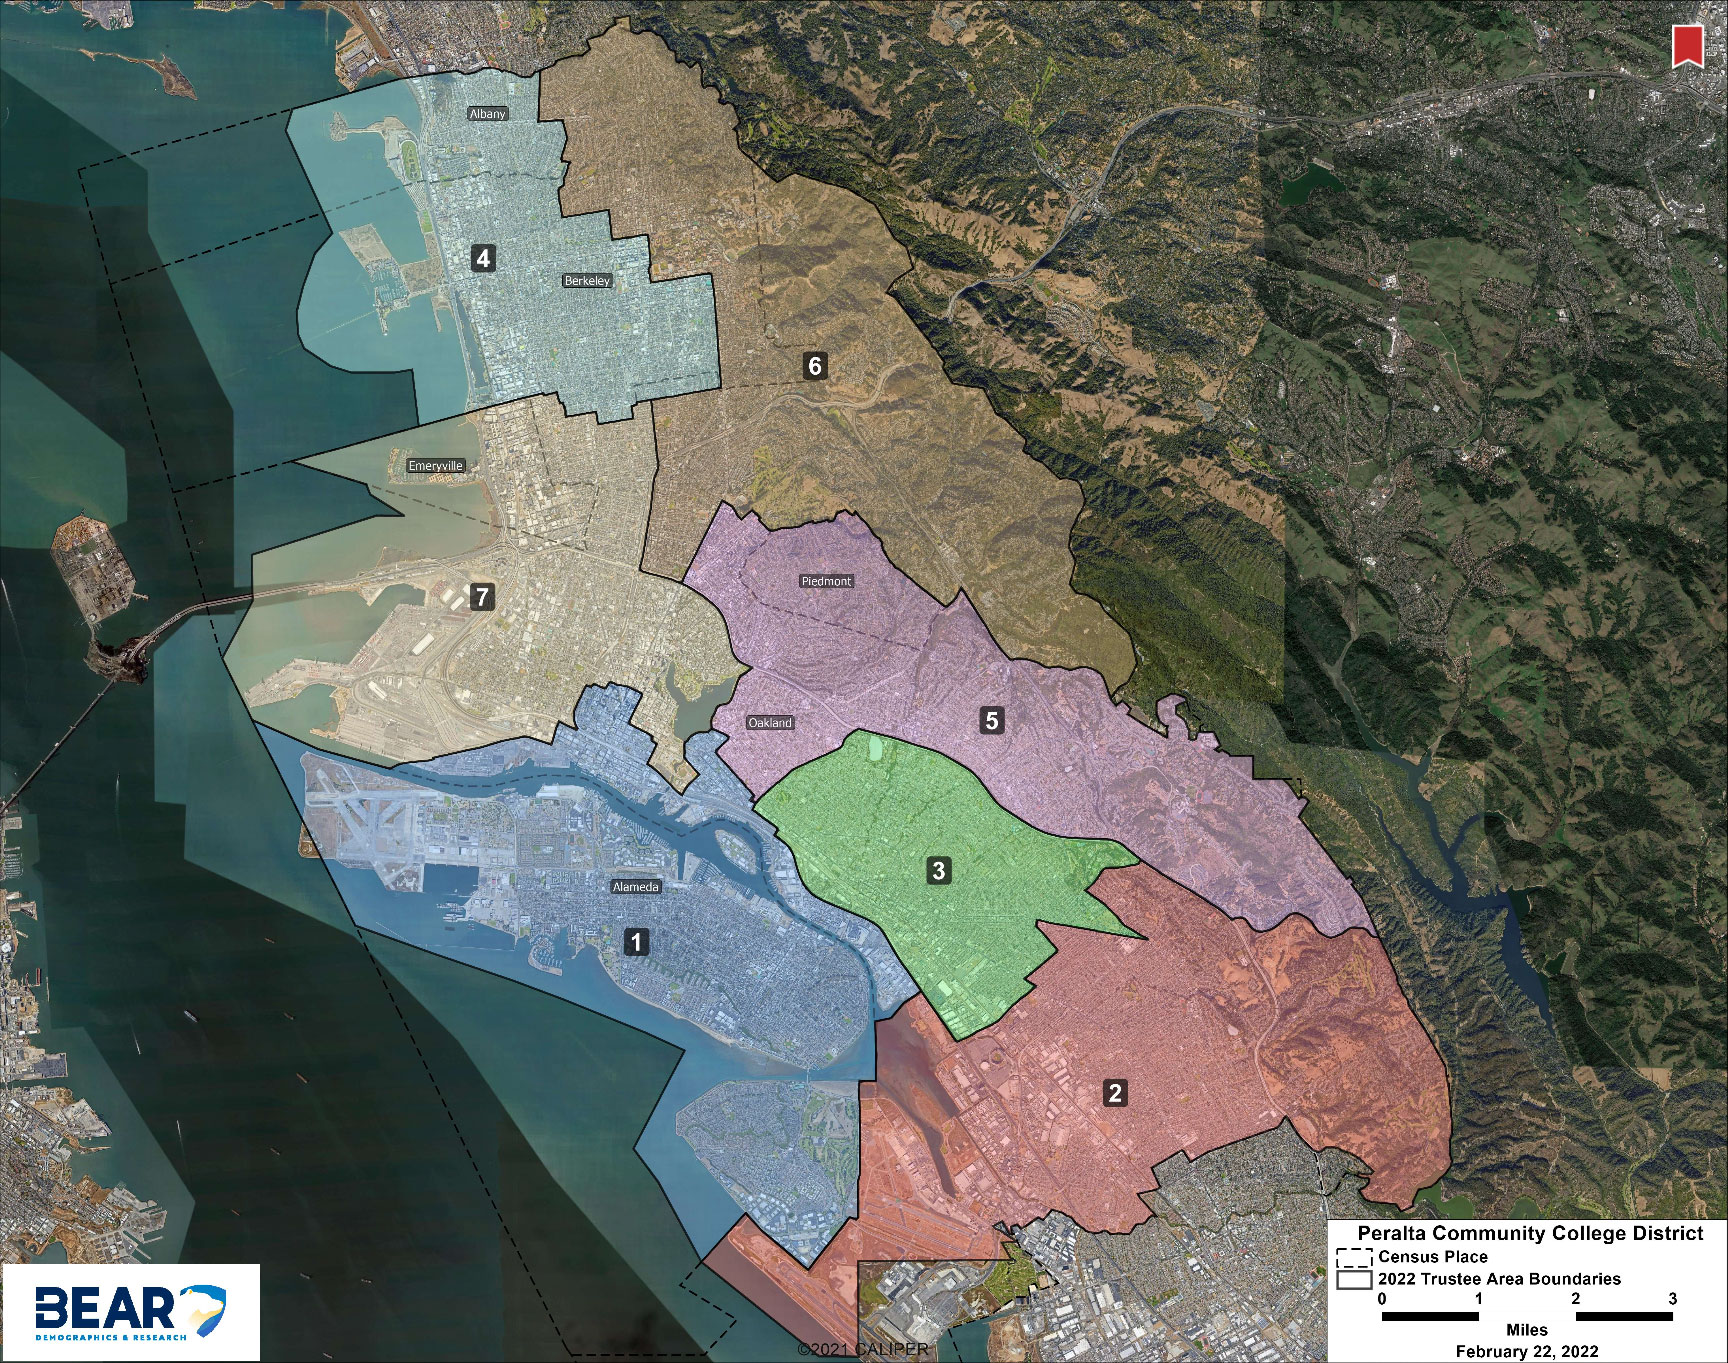 Albany
4
Berkeley
6
Emeryville
7
Piedmont
Oakland
5
3
Alameda
1
2
Peralta Community College District
Census Place
2022 Trustee Area Boundaries
0 1 2 3
Miles
February 22, 2022
BEAR
DEMOGRAPHICS & RESEARCH
©2021 CALIPER